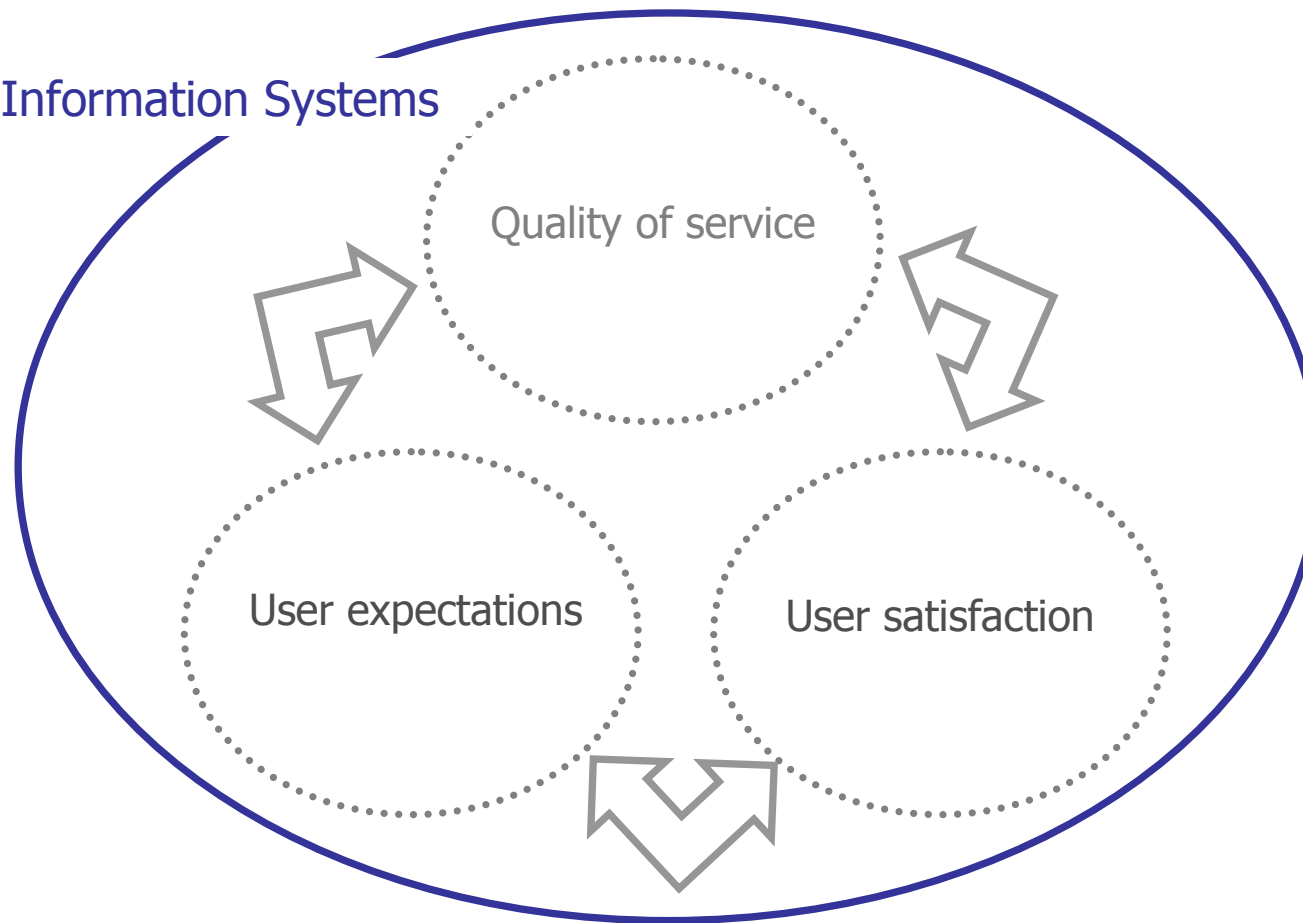 Information Systems
Quality of service
User expectations
User satisfaction